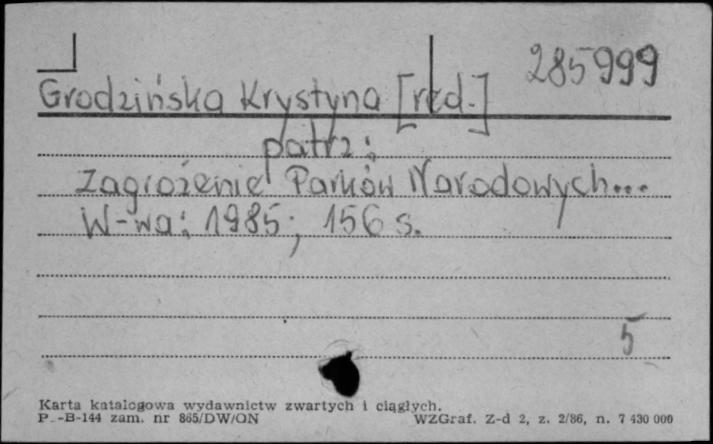 285999
Grodzińska Krystyna [red.]
patrz:
Zagrożenie Parków Narodowych...
W-wa: 1985; 156 s.
5
Karta katalogowa wydawnictw zwartych i ciągłych.
P--B-144 zam. nr 865/DW/ON WZGraf. Z-d 2, z. 2/86, n. 7 430 000